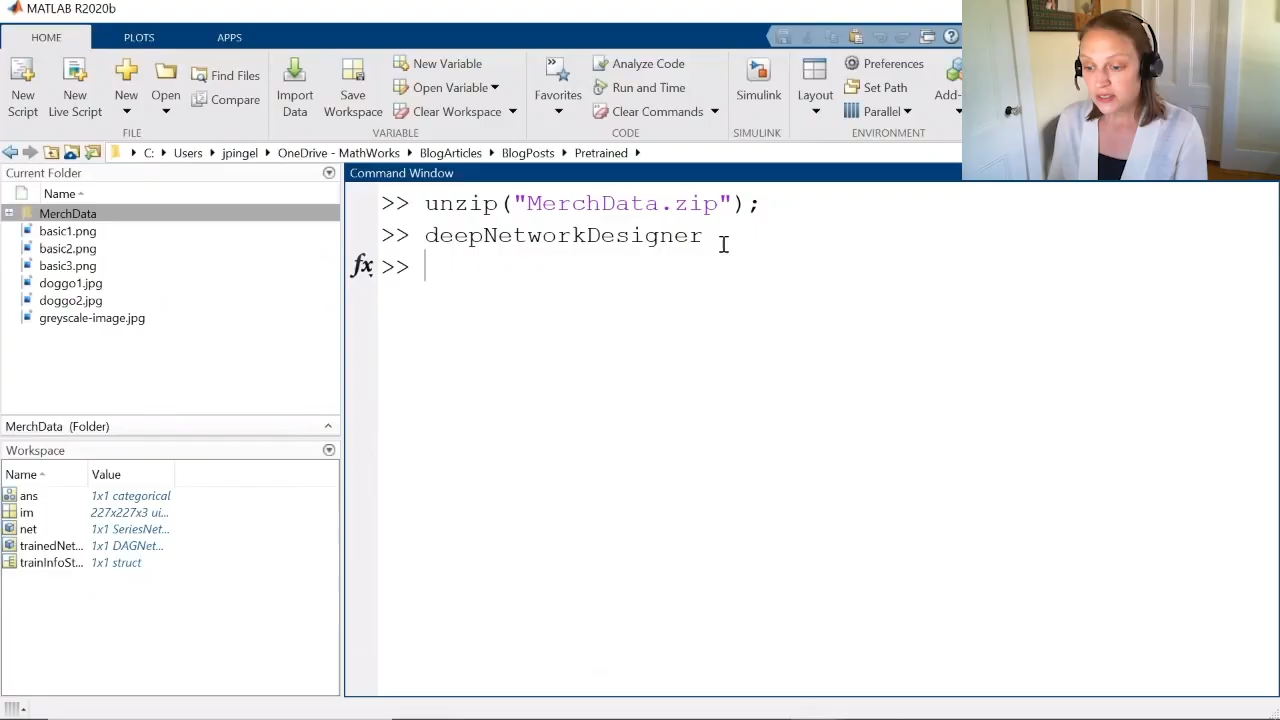 MATLAB R2020b
HOME
PLOTS
APPS
New Script
New Live Script
New
Open
Find Files
Compare
FILE
Import Data
Save Workspace
New Variable
Open Variable
Clear Workspace
VARIABLE
Favorites
Analyze Code
Run and Time
Clear Commands
CODE
Simulink
SIMULINK
Layout
Preferences
Set Path
Parallel
ENVIRONMENT
Add-
C: Users jpingel OneDrive - MathWorks BlogArticles BlogPosts Pretrained
Current Folder
Name
MerchData
basic1.png
basic2.png
basic3.png
doggo1.jpg
doggo2.jpg
greyscale-image.jpg
MerchData (Folder)
Workspace
Name Value
ans 1x1 categorical
im 227x227x3 ui...
net 1x1 SeriesNet...
trainedNet... 1x1 DAGNet...
trainInfoSt... 1x1 struct
Command Window
>> unzip("MerchData.zip");
>> deepNetworkDesigner
fx >>